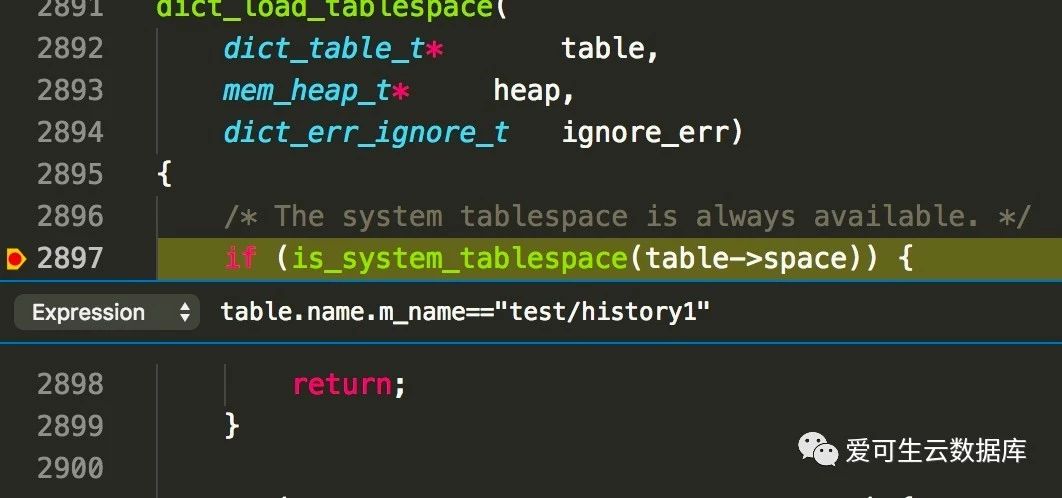 2891 dict_load_tablespace(
2892 dict_table_t* table,
2893 mem_heap_t* heap,
2894 dict_err_ignore_t ignore_err)
2895 {
2896 /* The system tablespace is always available. */
2897 if (is_system_tablespace(table->space)) {
Expression table.name.m_name=="test/history1"
2898 return;
2899 }
2900
爱可生云数据库